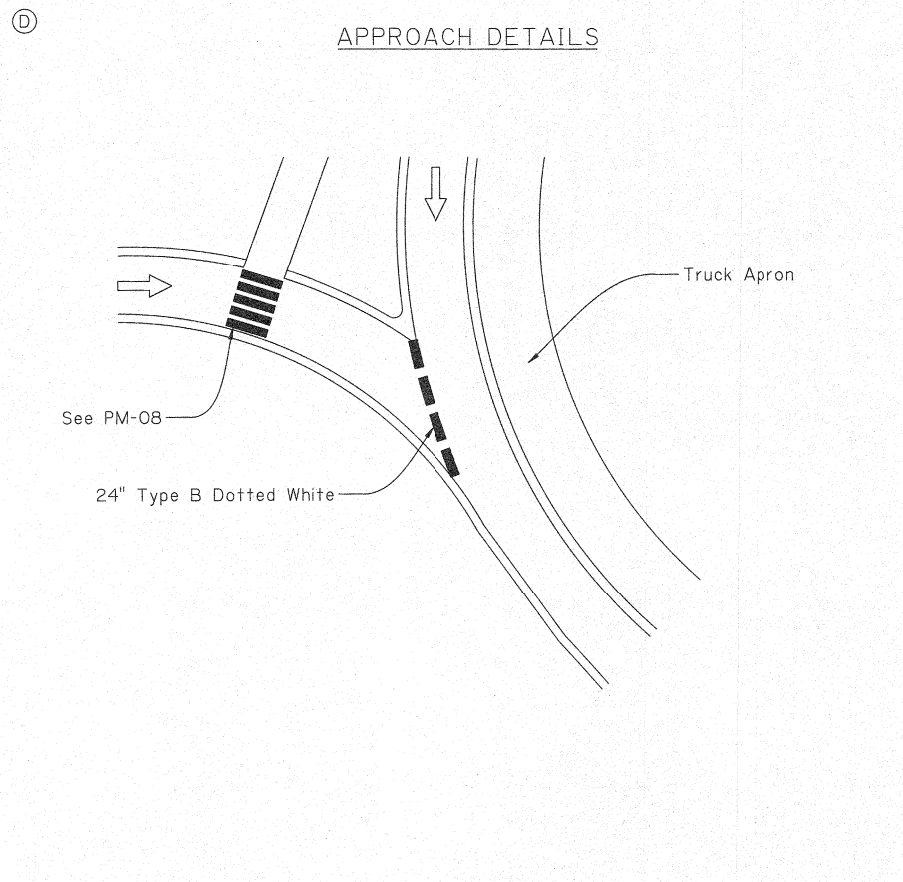 D
APPROACH DETAILS
Truck Apron
See PM-08
24" Type B Dotted White